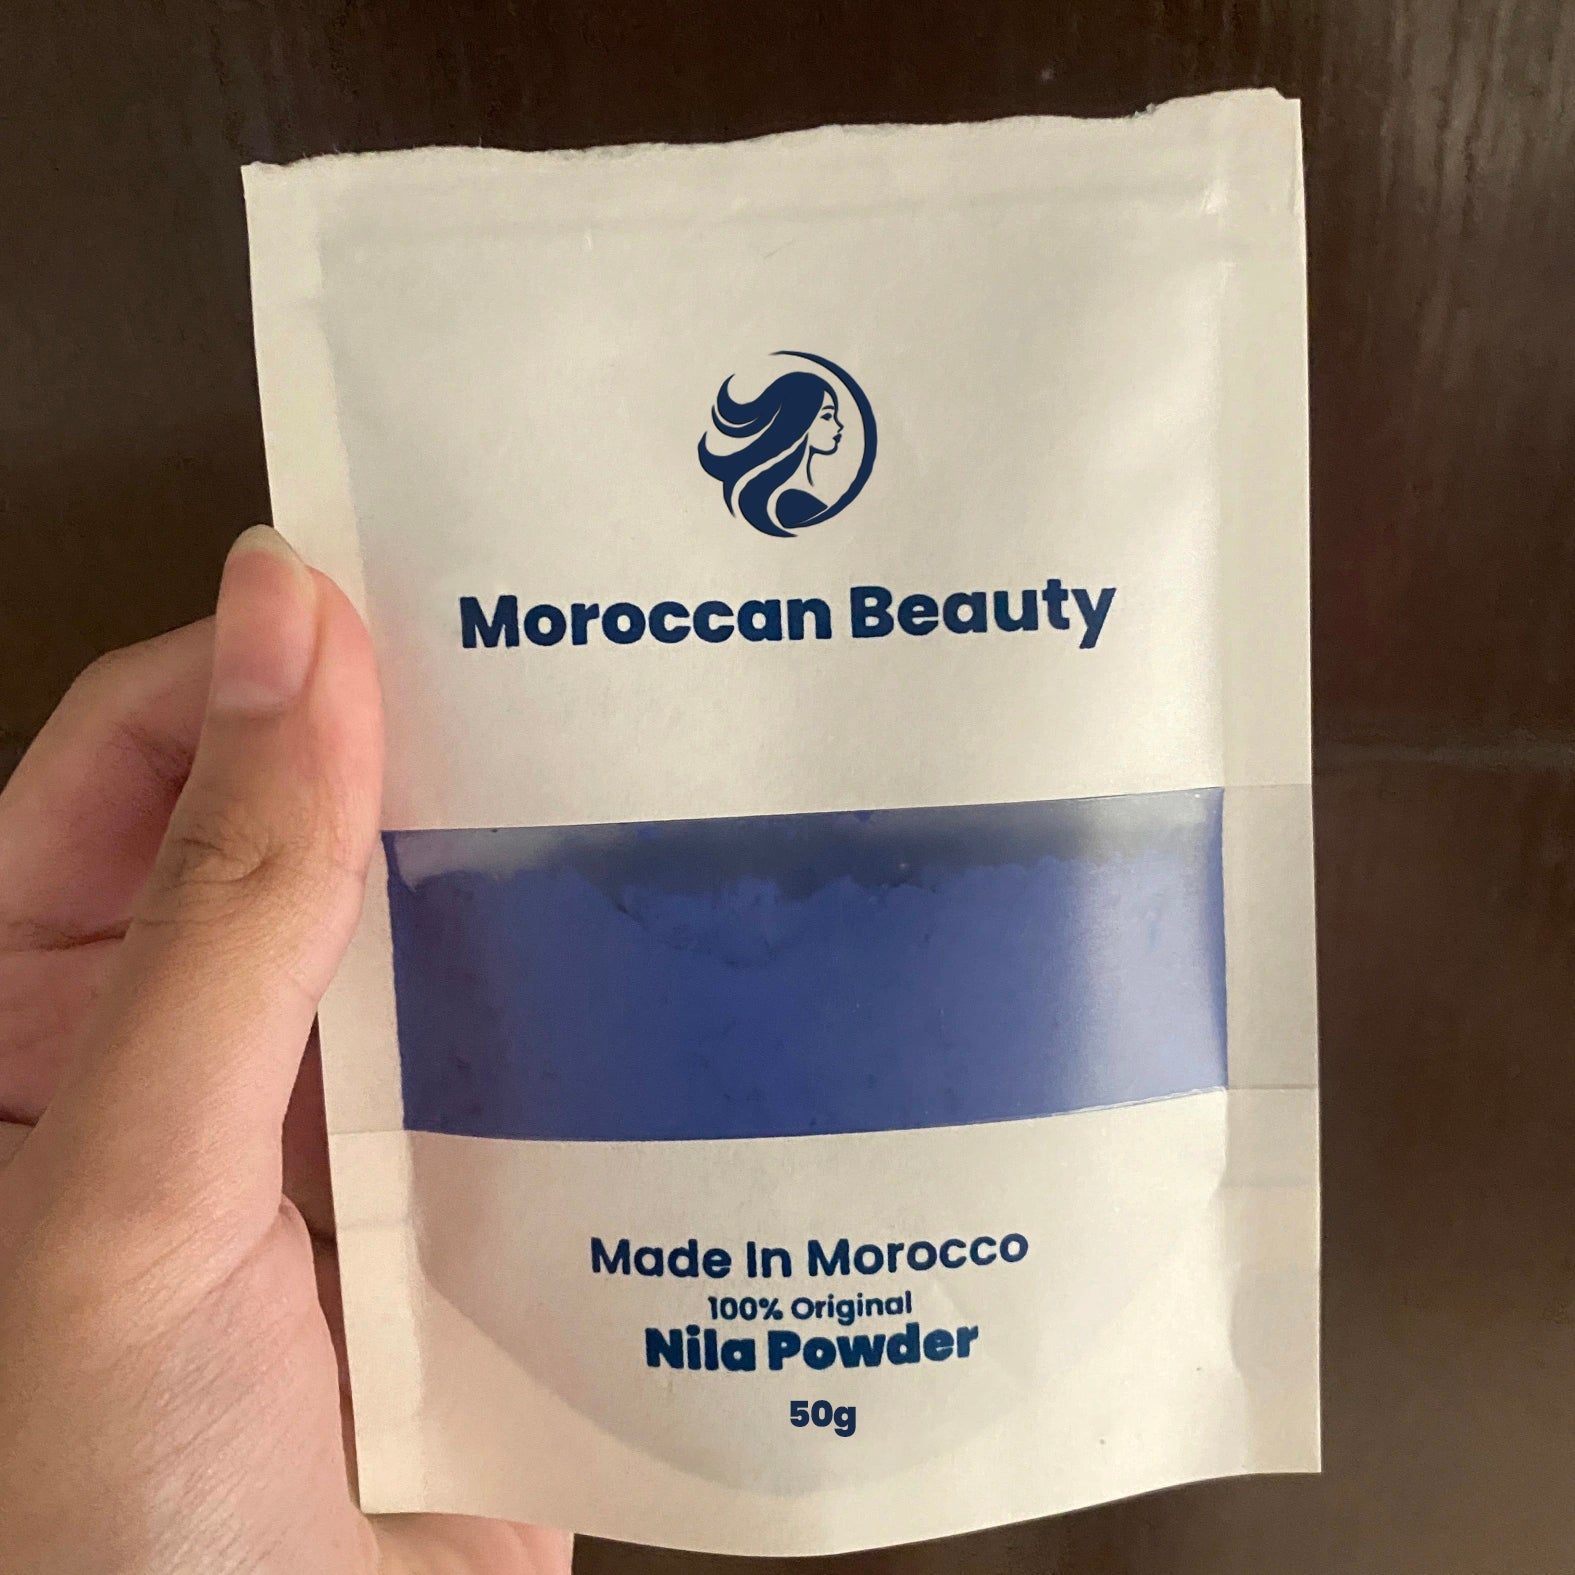 Moroccan Beauty
Made In Morocco
100% Original
Nila Powder
50g